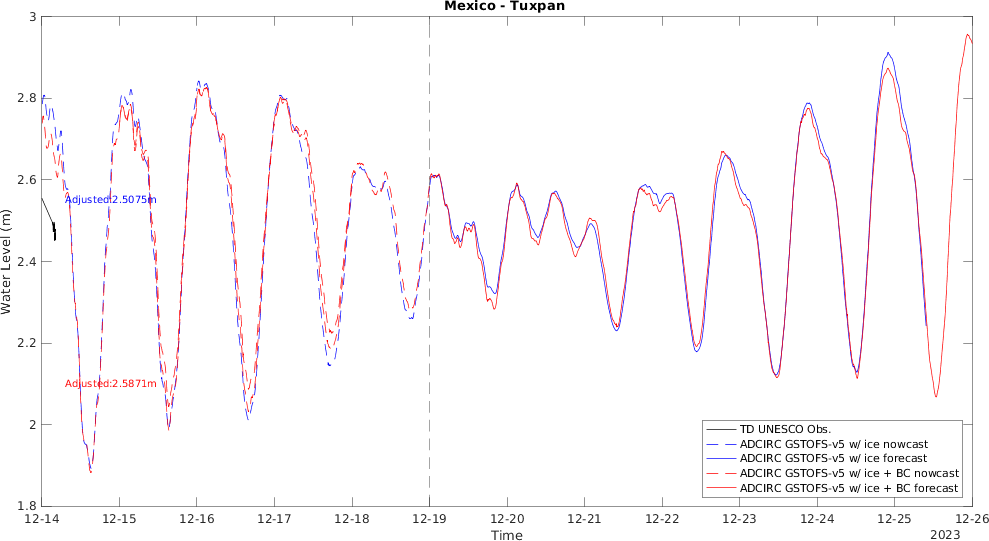 Mexico - Tuxpan
3
2.8
2.6
2.4
2.2
2
1.8
Water Level (m)
Adjusted:2.5075m
Adjusted:2.5871m
TD UNESCO Obs.
ADCIRC GSTOFS-v5 w/ ice nowcast
ADCIRC GSTOFS-v5 w/ ice forecast
ADCIRC GSTOFS-v5 w/ ice + BC nowcast
ADCIRC GSTOFS-v5 w/ ice + BC forecast
12-14 12-15 12-16 12-17 12-18 12-19 12-20 12-21 12-22 12-23 12-24 12-25 12-26
Time
2023